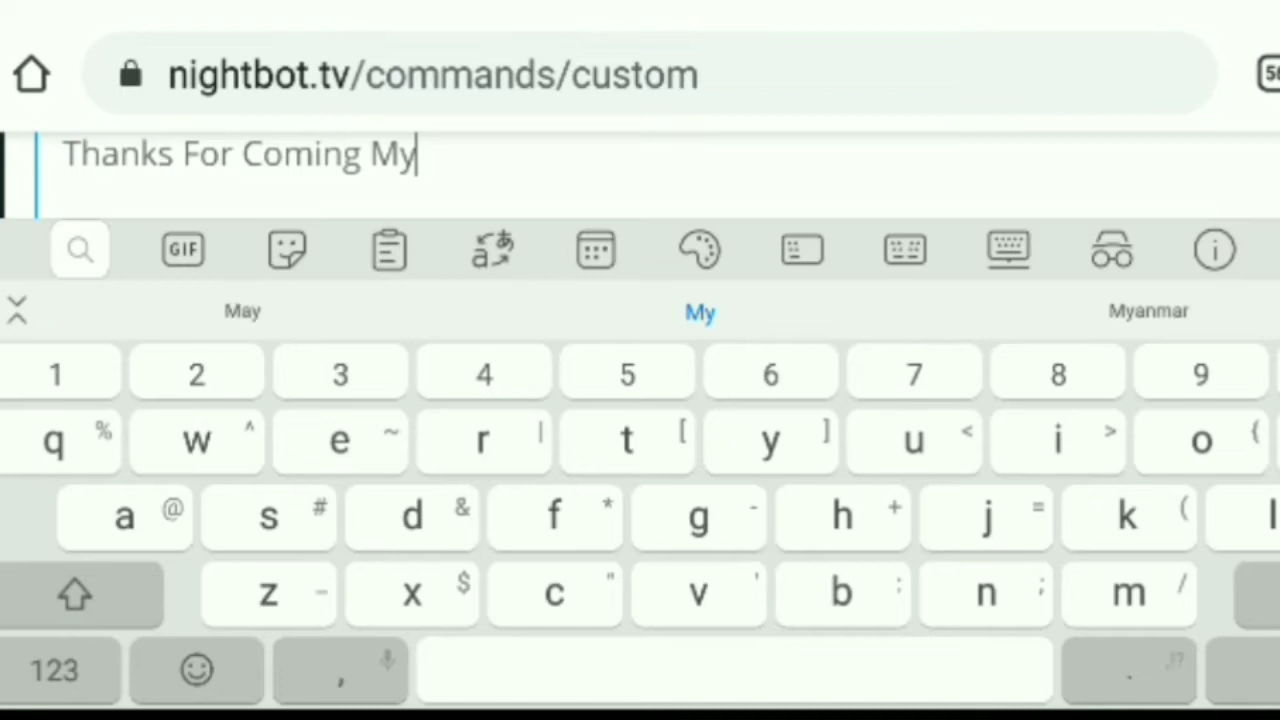 nightbot.tv/commands/custom
Thanks For Coming My
GIF
May My Myanmar
1 2 3 4 5 6 7 8 9
q % w ^ e ~ r | t [ y ] u < i > o {
a @ s # d & f * g - h + j = k ( l
z _ x $ c " v ' b : n ; m /
123 , . !?